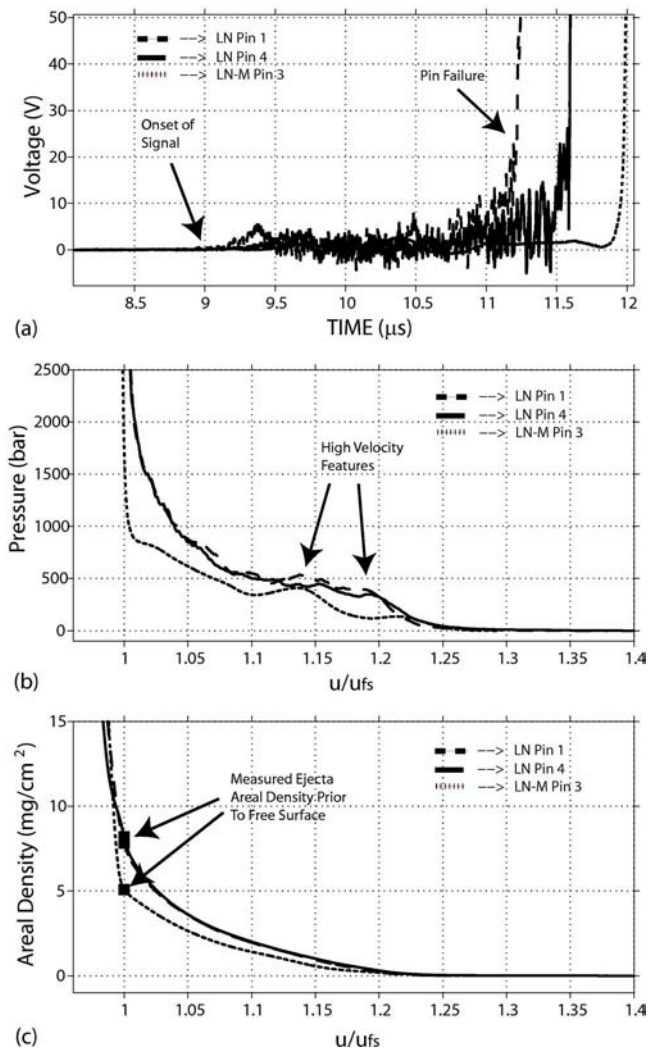 50
40
30
20
10
0
Voltage (V)
---> LN Pin 1
---> LN Pin 4
---> LN-M Pin 3
Onset of
Signal
Pin Failure
8.5 9 9.5 10 10.5 11 11.5 12
(a)
TIME (μs)
2500
2000
1500
1000
500
0
Pressure (bar)
---> LN Pin 1
---> LN Pin 4
---> LN-M Pin 3
High Velocity
Features
1 1.05 1.1 1.15 1.2 1.25 1.3 1.35 1.4
(b)
u/ufs
15
10
5
0
Areal Density (mg/cm²)
---> LN Pin 1
---> LN Pin 4
---> LN-M Pin 3
Measured Ejecta
Areal Density Prior
To Free Surface
1 1.05 1.1 1.15 1.2 1.25 1.3 1.35 1.4
(c)
u/ufs